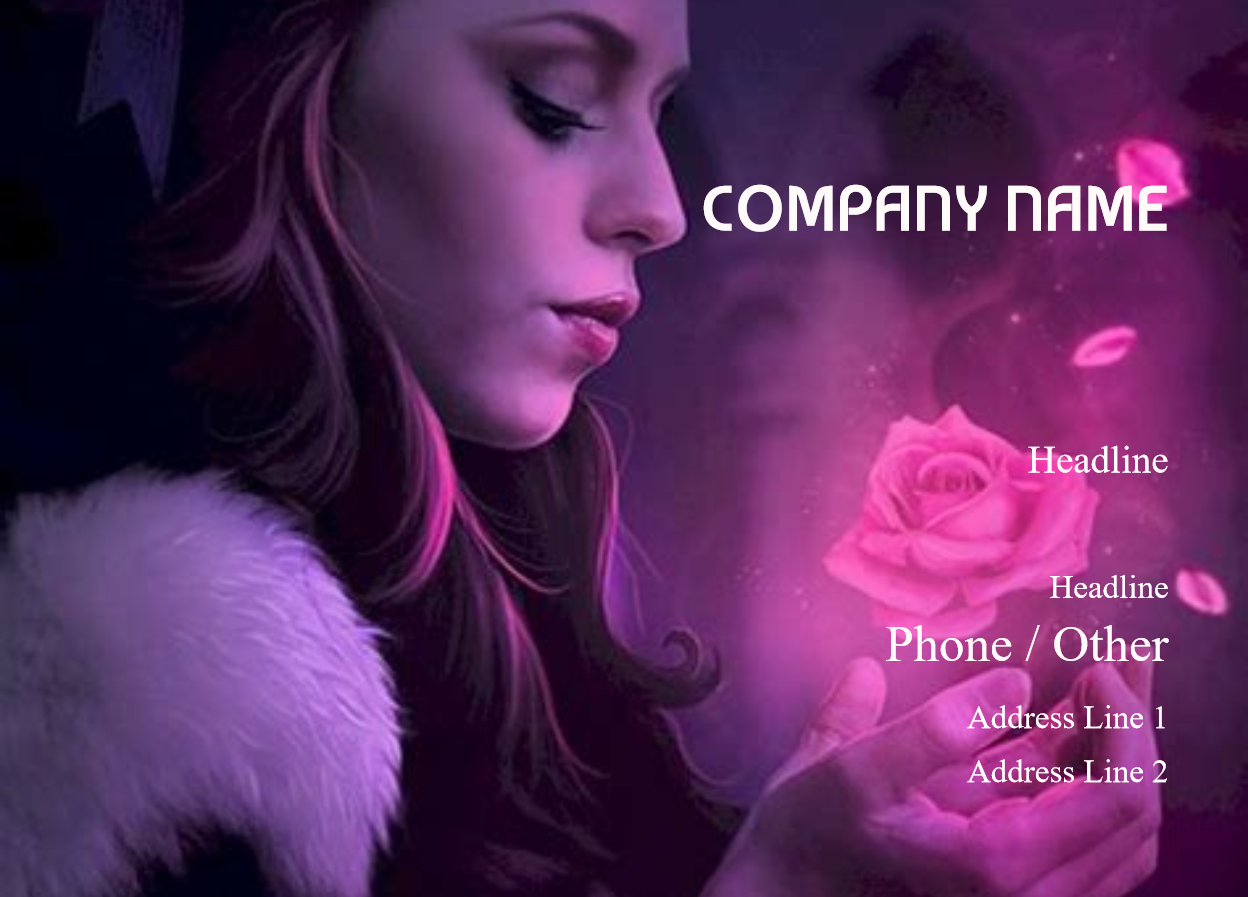 COMPANY NAME
Headline
Headline
Phone / Other
Address Line 1
Address Line 2